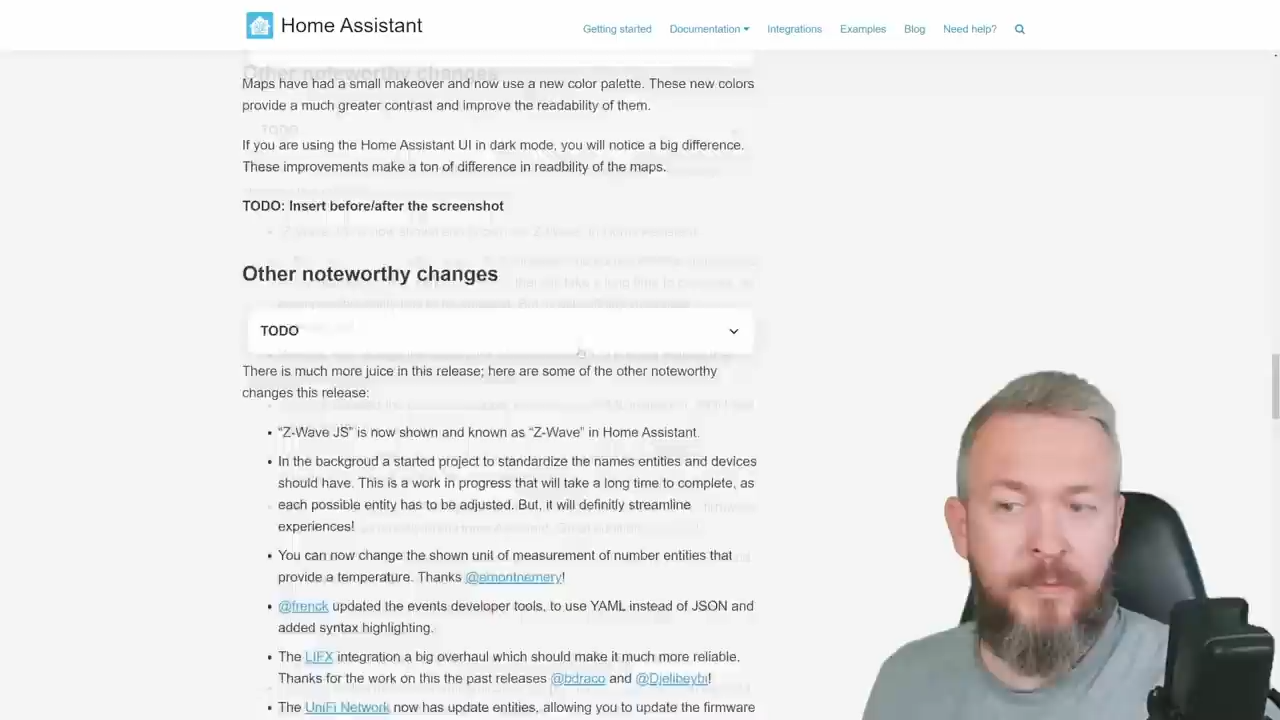 Home Assistant
Getting started
Documentation
Integrations
Examples
Blog
Need help?
Other noteworthy changes
Maps have had a small makeover and now use a new color palette. These new colors
provide a much greater contrast and improve the readability of them.
TODO
If you are using the Home Assistant UI in dark mode, you will notice a big difference.
These improvements make a ton of difference in readbility of the maps.
TODO: Insert before/after the screenshot
Other noteworthy changes
TODO
There is much more juice in this release; here are some of the other noteworthy
changes this release:
• “Z-Wave JS” is now shown and known as “Z-Wave” in Home Assistant.
• In the backgroud a started project to standardize the names entities and devices
should have. This is a work in progress that will take a long time to complete, as
each possible entity has to be adjusted. But, it will definitly streamline
experiences!
• You can now change the shown unit of measurement of number entities that
provide a temperature. Thanks @emontnemery!
• @frenck updated the events developer tools, to use YAML instead of JSON and
added syntax highlighting.
• The LIFX integration a big overhaul which should make it much more reliable.
Thanks for the work on this the past releases @bdraco and @Djelibeybi!
• The UniFi Network now has update entities, allowing you to update the firmware